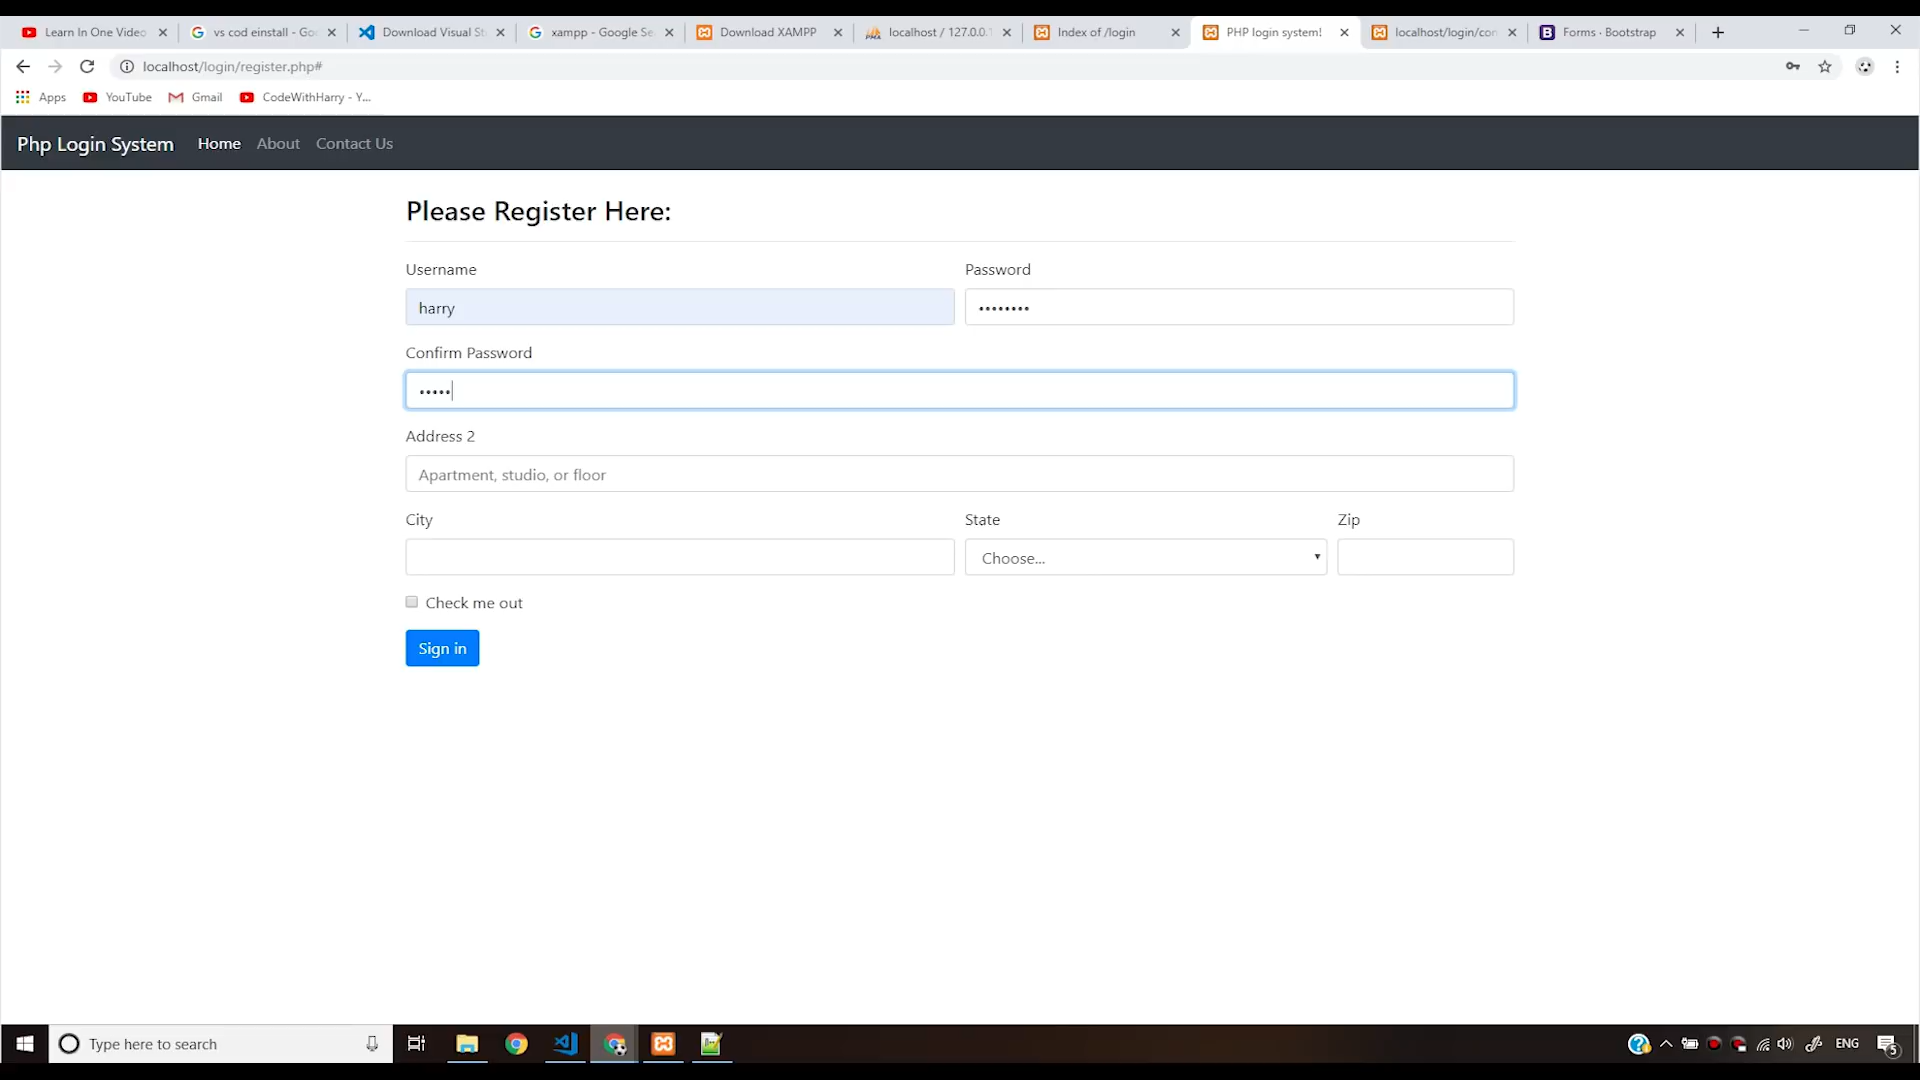 Learn In One Video
vs cod einstall - Go
Download Visual St
xampp - Google Se
Download XAMPP
localhost / 127.0.0.1
Index of /login
PHP login system!
localhost/login/con
Forms · Bootstrap
localhost/login/register.php#
Apps
YouTube
Gmail
CodeWithHarry - Y...
Php Login System
Home
About
Contact Us
Please Register Here:
Username
Password
harry
••••••••
Confirm Password
•••••
Address 2
Apartment, studio, or floor
City
State
Zip
Choose...
Check me out
Sign in
Type here to search
ENG
5